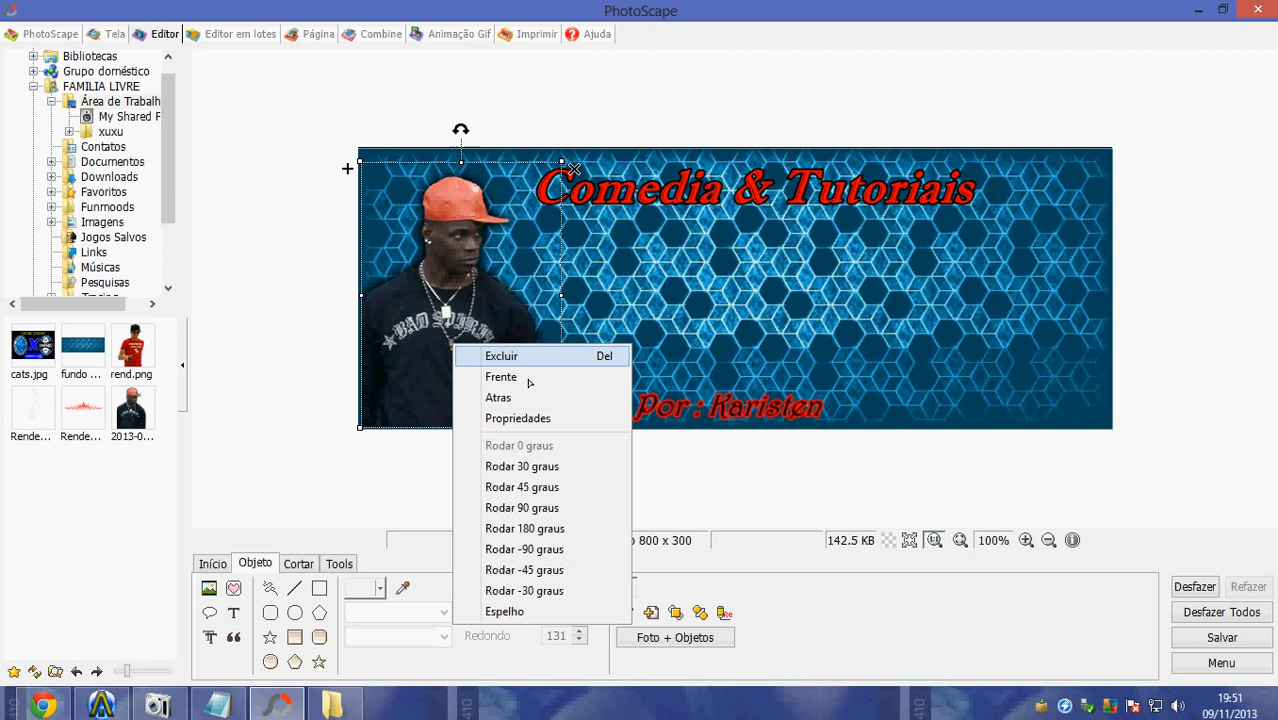 PhotoScape
PhotoScape Tela Editor Editor em lotes Página Combine Animação Gif Imprimir Ajuda
Bibliotecas
Grupo doméstico
FAMILIA LIVRE
Área de Trabalh
My Shared F
xuxu
Contatos
Documentos
Downloads
Favoritos
Funmoods
Imagens
Jogos Salvos
Links
Músicas
Pesquisas
Comedia & Tutoriais
BAD
Por : Karisten
cats.jpg fundo ... rend.png
Rende... Rende... 2013-0...
Excluir Del
Frente
Atras
Propriedades
Rodar 0 graus
Rodar 30 graus
Rodar 45 graus
Rodar 90 graus
Rodar 180 graus
Rodar -90 graus
Rodar -45 graus
Rodar -30 graus
Espelho
o 800 x 300 142.5 KB 100%
Início Objeto Cortar Tools
Redondo 131
Foto + Objetos
Desfazer Refazer
Desfazer Todos
Salvar
Menu
19:51
09/11/2013